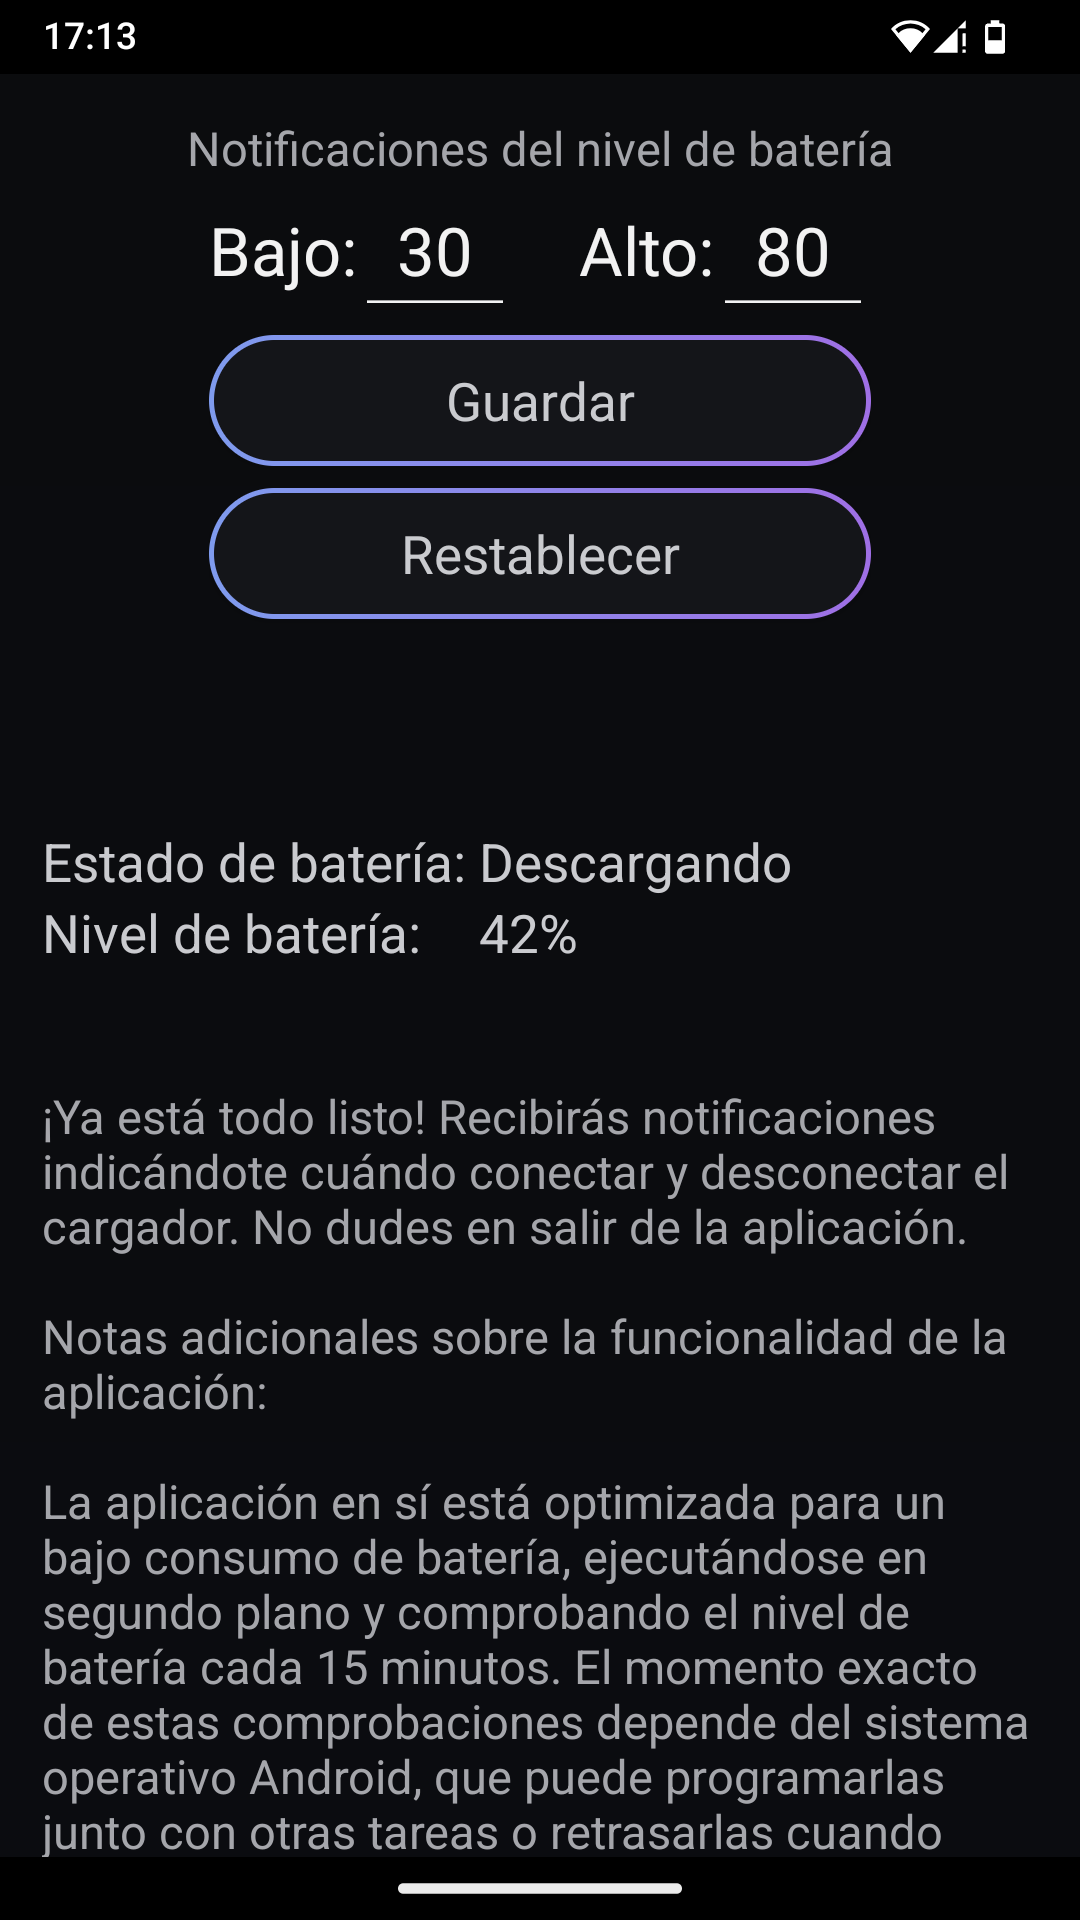 17:13
Notificaciones del nivel de batería
Bajo: 30 Alto: 80
Guardar
Restablecer
Estado de batería: Descargando
Nivel de batería: 42%
¡Ya está todo listo! Recibirás notificaciones
indicándote cuándo conectar y desconectar el
cargador. No dudes en salir de la aplicación.
Notas adicionales sobre la funcionalidad de la
aplicación:
La aplicación en sí está optimizada para un
bajo consumo de batería, ejecutándose en
segundo plano y comprobando el nivel de
batería cada 15 minutos. El momento exacto
de estas comprobaciones depende del sistema
operativo Android, que puede programarlas
junto con otras tareas o retrasarlas cuando